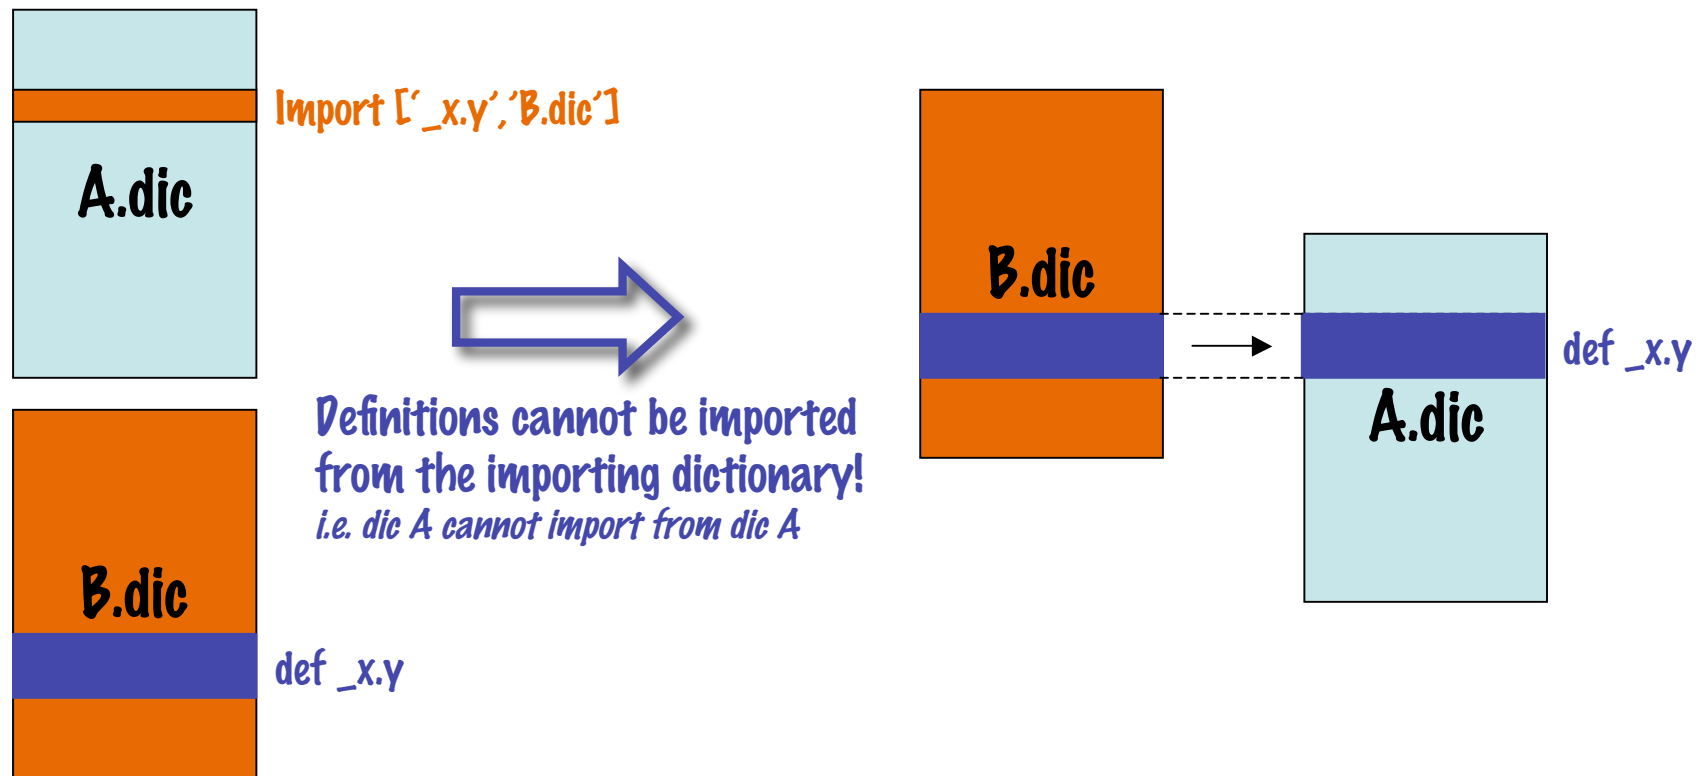 Import ['_x.y','B.dic']
A.dic
B.dic
def _x.y
Definitions cannot be imported
from the importing dictionary!
i.e. dic A cannot import from dic A
B.dic
def _x.y
A.dic